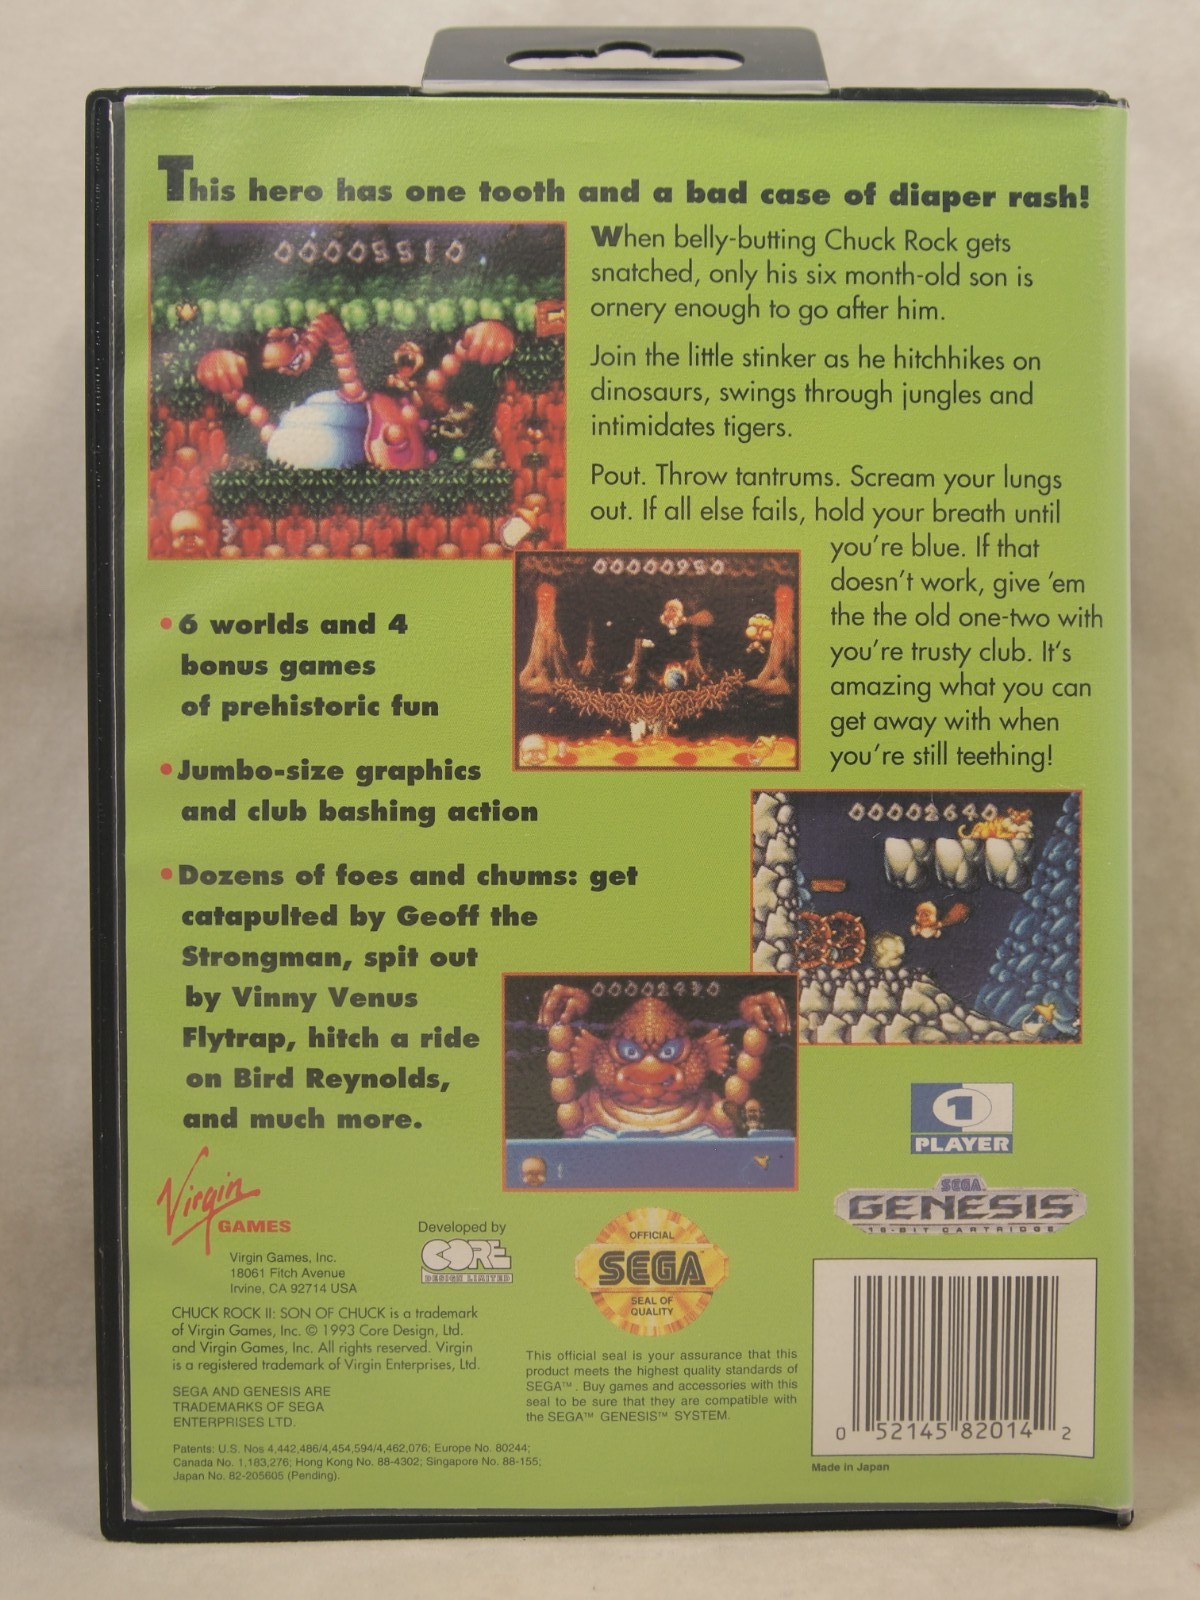 This hero has one tooth and a bad case of diaper rash!
00005510
When belly-butting Chuck Rock gets
snatched, only his six month-old son is
ornery enough to go after him.
Join the little stinker as he hitchhikes on
dinosaurs, swings through jungles and
intimidates tigers.
Pout. Throw tantrums. Scream your lungs
out. If all else fails, hold your breath until
you're blue. If that
doesn't work, give 'em
the the old one-two with
you're trusty club. It's
amazing what you can
get away with when
you're still teething!
00000950
•6 worlds and 4
bonus games
of prehistoric fun
•Jumbo-size graphics
and club bashing action
•Dozens of foes and chums: get
catapulted by Geoff the
Strongman, spit out
by Vinny Venus
Flytrap, hitch a ride
on Bird Reynolds,
and much more.
00002640
00002430
1
PLAYER
SEGA
GENESIS
16-BIT CARTRIDGE
Virgin
GAMES
Virgin Games, Inc.
18061 Fitch Avenue
Irvine, CA 92714 USA
Developed by
CORE
DESIGN LIMITED
OFFICIAL
SEGA™
SEAL OF
QUALITY
CHUCK ROCK II: SON OF CHUCK is a trademark
of Virgin Games, Inc. © 1993 Core Design, Ltd.
and Virgin Games, Inc. All rights reserved. Virgin
is a registered trademark of Virgin Enterprises, Ltd.
SEGA AND GENESIS ARE
TRADEMARKS OF SEGA
ENTERPRISES LTD.
This official seal is your assurance that this
product meets the highest quality standards of
SEGA™. Buy games and accessories with this
seal to be sure that they are compatible with
the SEGA™ GENESIS™ SYSTEM.
Patents: U.S. Nos 4,442,486/4,454,594/4,462,076; Europe No. 80244;
Canada No. 1,183,276; Hong Kong No. 88-4302; Singapore No. 88-155;
Japan No. 82-205605 (Pending).
0 52145 82014 2
Made in Japan